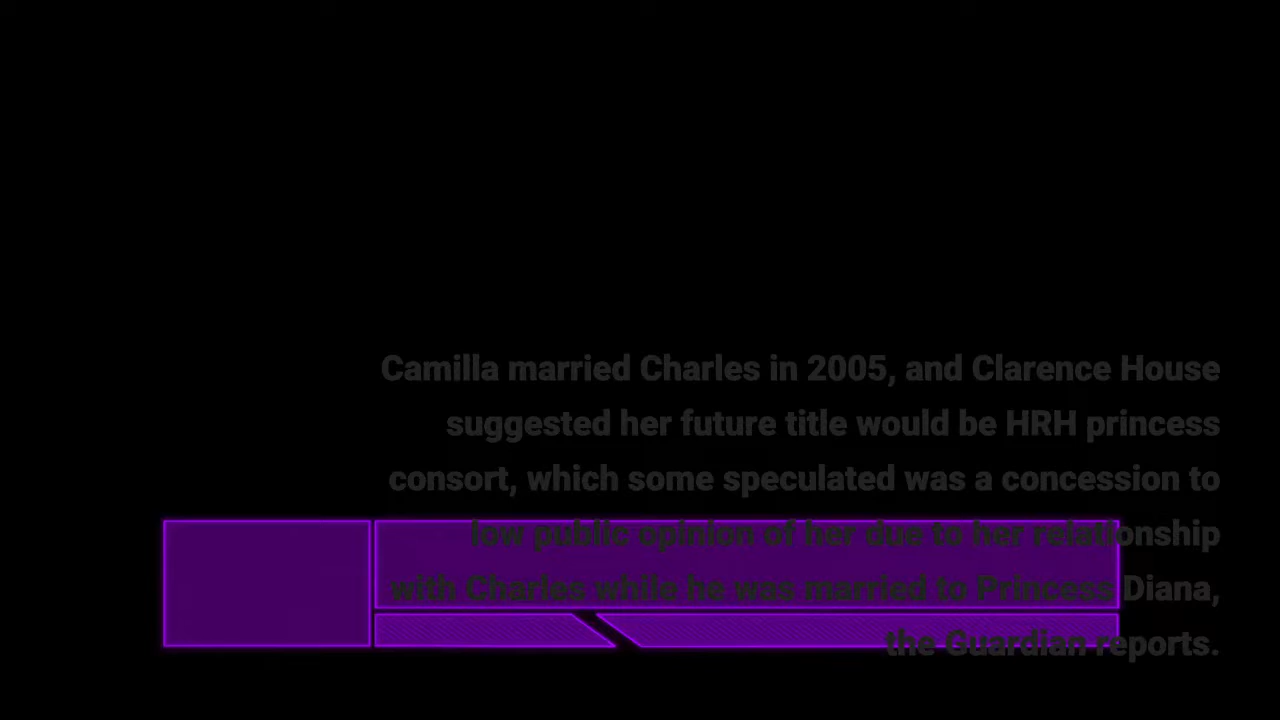 Camilla married Charles in 2005, and Clarence House
suggested her future title would be HRH princess
consort, which some speculated was a concession to
low public opinion of her due to her relationship
with Charles while he was married to Princess Diana,
the Guardian reports.